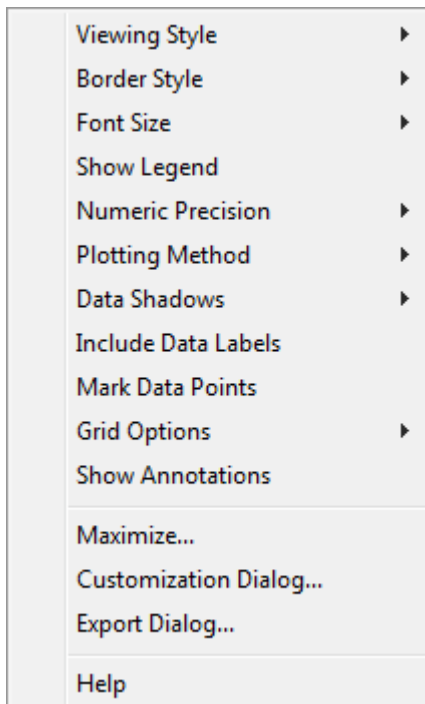 Viewing Style
Border Style
Font Size
Show Legend
Numeric Precision
Plotting Method
Data Shadows
Include Data Labels
Mark Data Points
Grid Options
Show Annotations
Maximize...
Customization Dialog...
Export Dialog...
Help